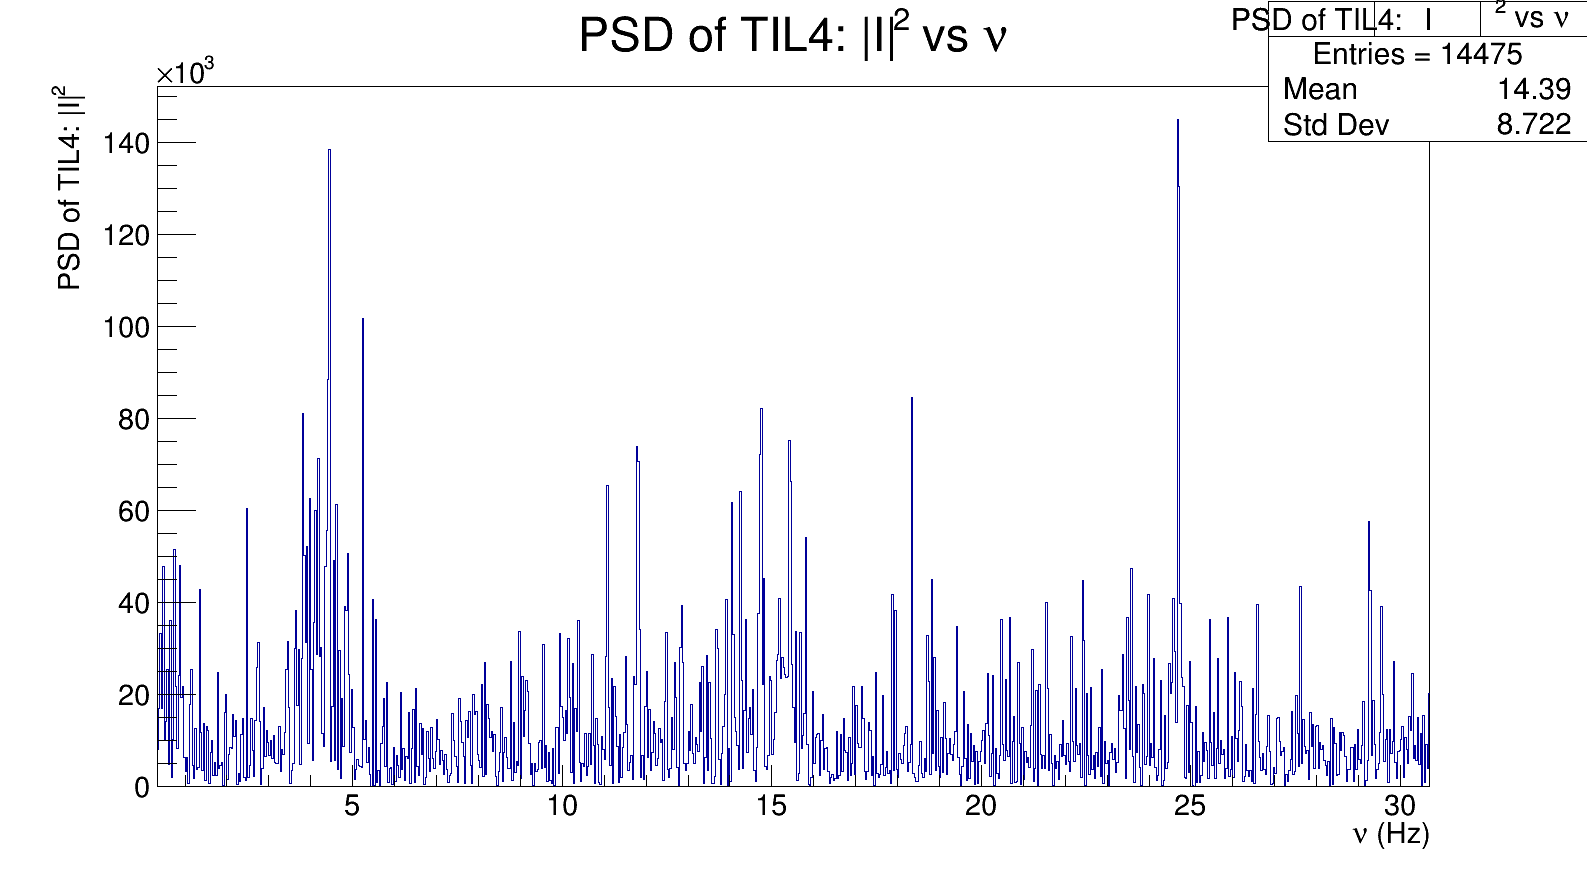 PSD of TIL4: |I|² vs ν
PSD of TIL4: I ² vs ν
Entries = 14475
Mean 14.39
Std Dev 8.722
×10³
PSD of TIL4: |I|²
140
120
100
80
60
40
20
0
5 10 15 20 25 30
ν (Hz)